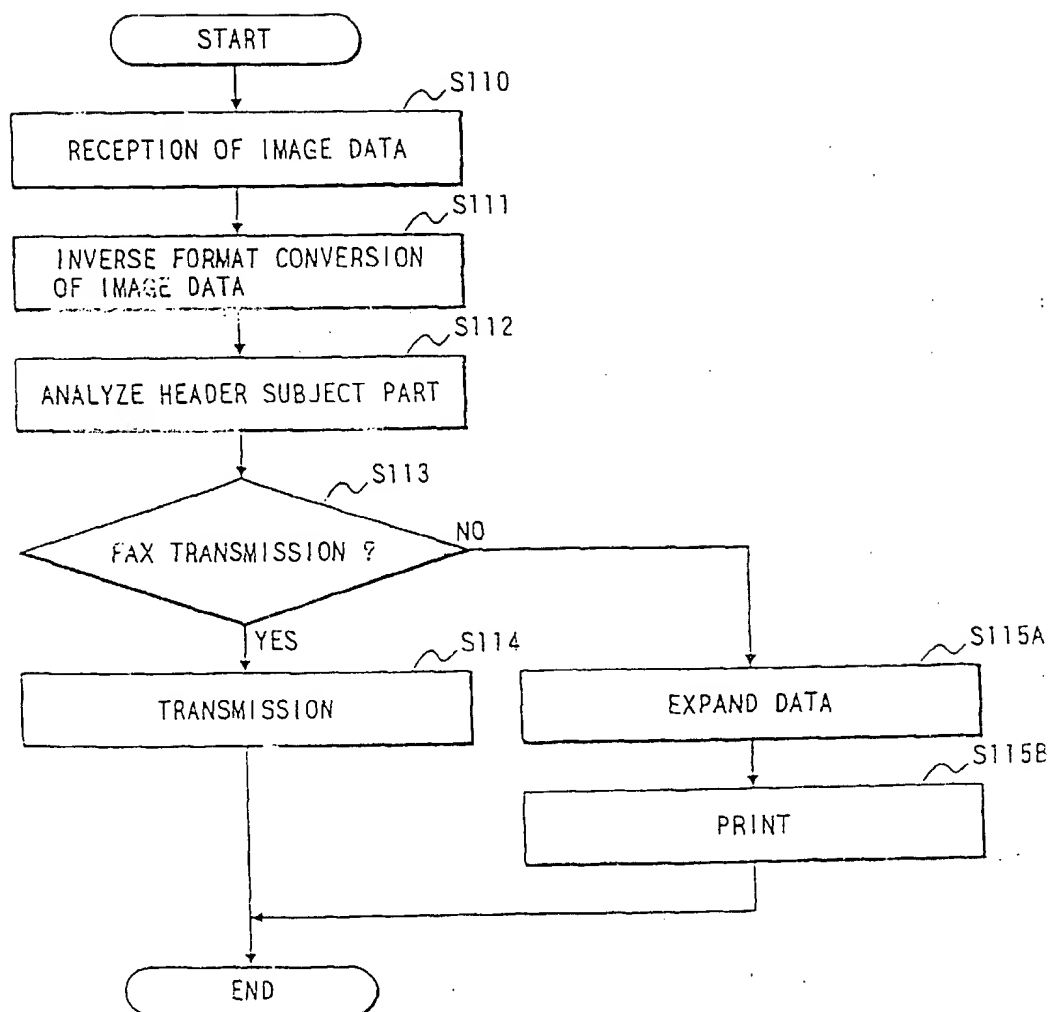 START
S110
RECEPTION OF IMAGE DATA
S111
INVERSE FORMAT CONVERSION
OF IMAGE DATA
S112
ANALYZE HEADER SUBJECT PART
S113
FAX TRANSMISSION ?
NO
YES
S114
TRANSMISSION
S115A
EXPAND DATA
S115B
PRINT
END